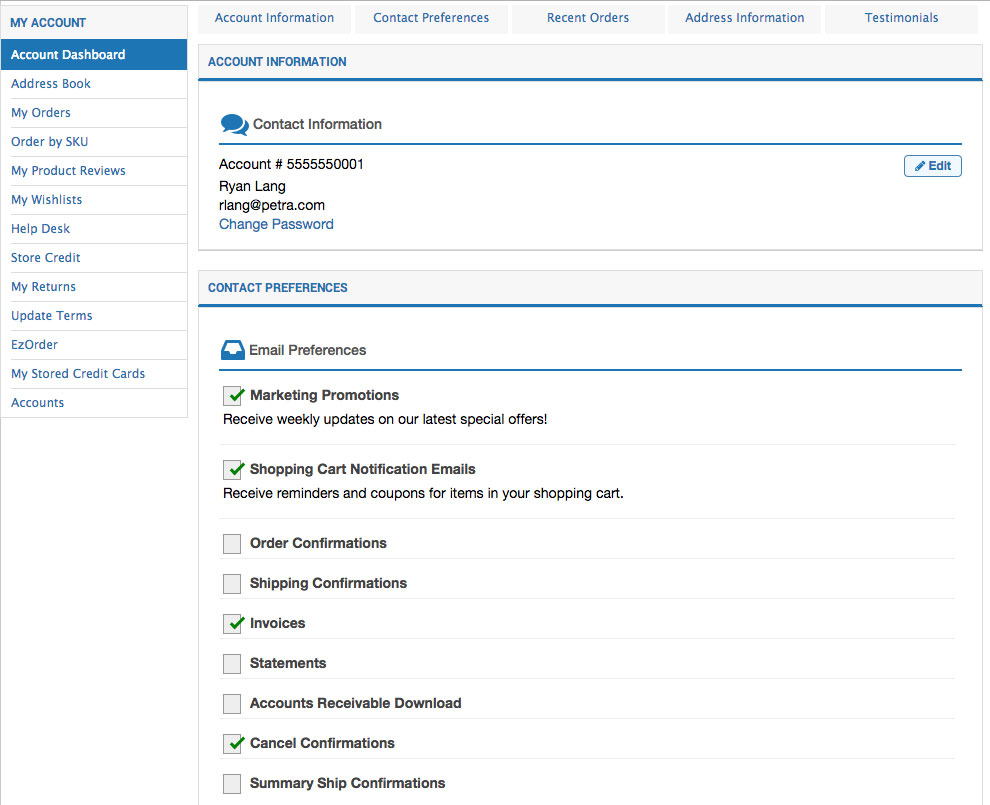 MY ACCOUNT
Account Dashboard
Address Book
My Orders
Order by SKU
My Product Reviews
My Wishlists
Help Desk
Store Credit
My Returns
Update Terms
EzOrder
My Stored Credit Cards
Accounts
Account Information Contact Preferences Recent Orders Address Information Testimonials
ACCOUNT INFORMATION
Contact Information
Account # 5555550001
Edit
Ryan Lang
rlang@petra.com
Change Password
CONTACT PREFERENCES
Email Preferences
Marketing Promotions
Receive weekly updates on our latest special offers!
Shopping Cart Notification Emails
Receive reminders and coupons for items in your shopping cart.
Order Confirmations
Shipping Confirmations
Invoices
Statements
Accounts Receivable Download
Cancel Confirmations
Summary Ship Confirmations